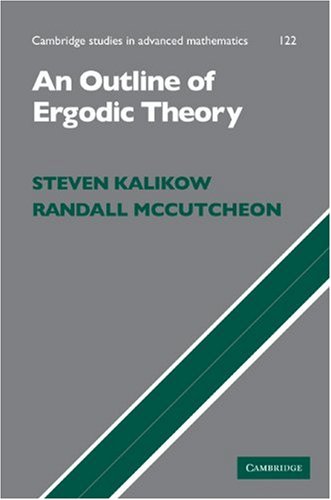 Cambridge studies in advanced mathematics 122
An Outline of
Ergodic Theory
STEVEN KALIKOW
RANDALL MCCUTCHEON
CAMBRIDGE